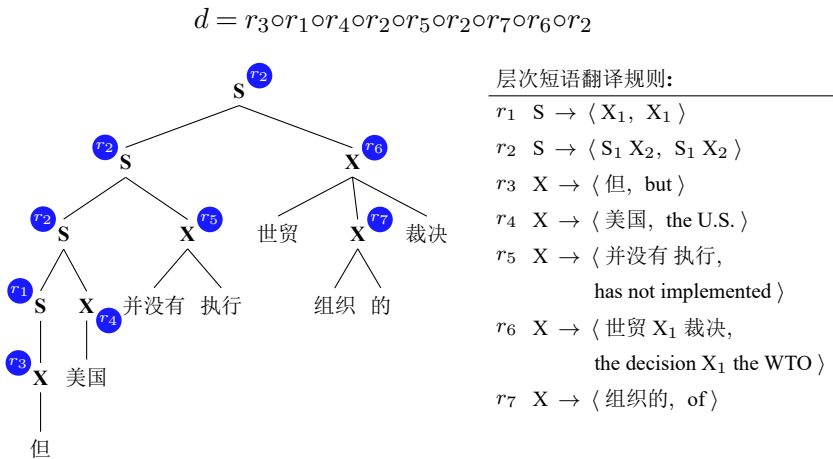 d = r₃∘r₁∘r₄∘r₂∘r₅∘r₂∘r₇∘r₆∘r₂
S r₂
r₂ S X r₆
r₂ S X r₅ 世贸 X r₇ 裁决
r₁ S X r₄ 并没有 执行 组织 的
r₃ X 美国
但
层次短语翻译规则:
r₁ S → ⟨ X₁, X₁ ⟩
r₂ S → ⟨ S₁ X₂, S₁ X₂ ⟩
r₃ X → ⟨ 但, but ⟩
r₄ X → ⟨ 美国, the U.S. ⟩
r₅ X → ⟨ 并没有 执行,
has not implemented ⟩
r₆ X → ⟨ 世贸 X₁ 裁决,
the decision X₁ the WTO ⟩
r₇ X → ⟨ 组织的, of ⟩